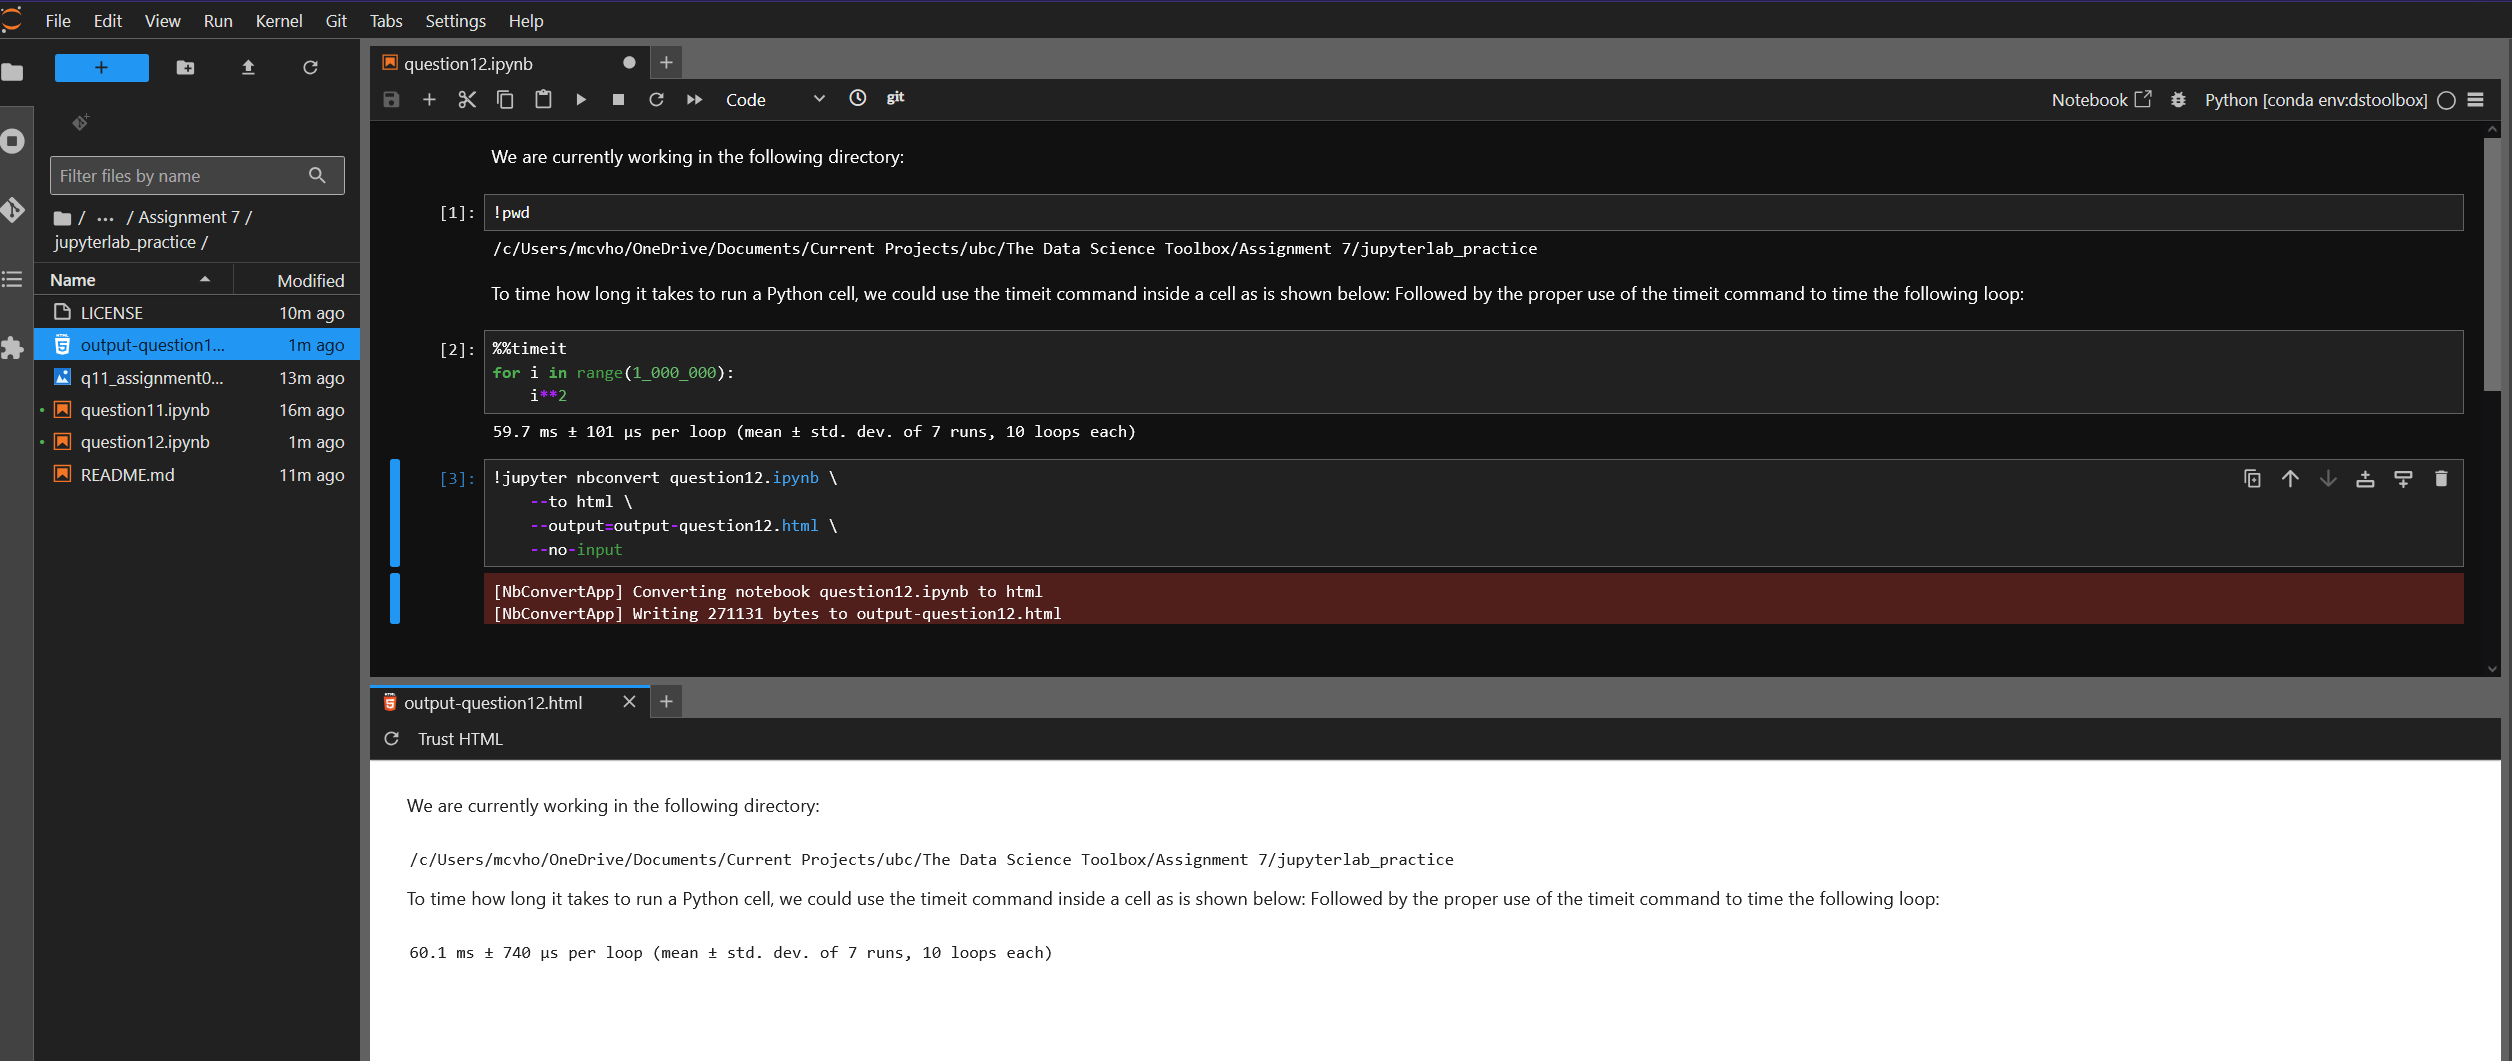 File Edit View Run Kernel Git Tabs Settings Help
Filter files by name
/ ... / Assignment 7 /
jupyterlab_practice /
Name Modified
LICENSE 10m ago
output-question1... 1m ago
q11_assignment0... 13m ago
question11.ipynb 16m ago
question12.ipynb 1m ago
README.md 11m ago
question12.ipynb
Code git Notebook Python [conda env:dstoolbox]
We are currently working in the following directory:
[1]: !pwd
/c/Users/mcvho/OneDrive/Documents/Current Projects/ubc/The Data Science Toolbox/Assignment 7/jupyterlab_practice
To time how long it takes to run a Python cell, we could use the timeit command inside a cell as is shown below: Followed by the proper use of the timeit command to time the following loop:
[2]: %%timeit
for i in range(1_000_000):
    i**2
59.7 ms ± 101 µs per loop (mean ± std. dev. of 7 runs, 10 loops each)
[3]: !jupyter nbconvert question12.ipynb \
    --to html \
    --output=output-question12.html \
    --no-input
[NbConvertApp] Converting notebook question12.ipynb to html
[NbConvertApp] Writing 271131 bytes to output-question12.html
output-question12.html
Trust HTML
We are currently working in the following directory:
/c/Users/mcvho/OneDrive/Documents/Current Projects/ubc/The Data Science Toolbox/Assignment 7/jupyterlab_practice
To time how long it takes to run a Python cell, we could use the timeit command inside a cell as is shown below: Followed by the proper use of the timeit command to time the following loop:
60.1 ms ± 740 µs per loop (mean ± std. dev. of 7 runs, 10 loops each)